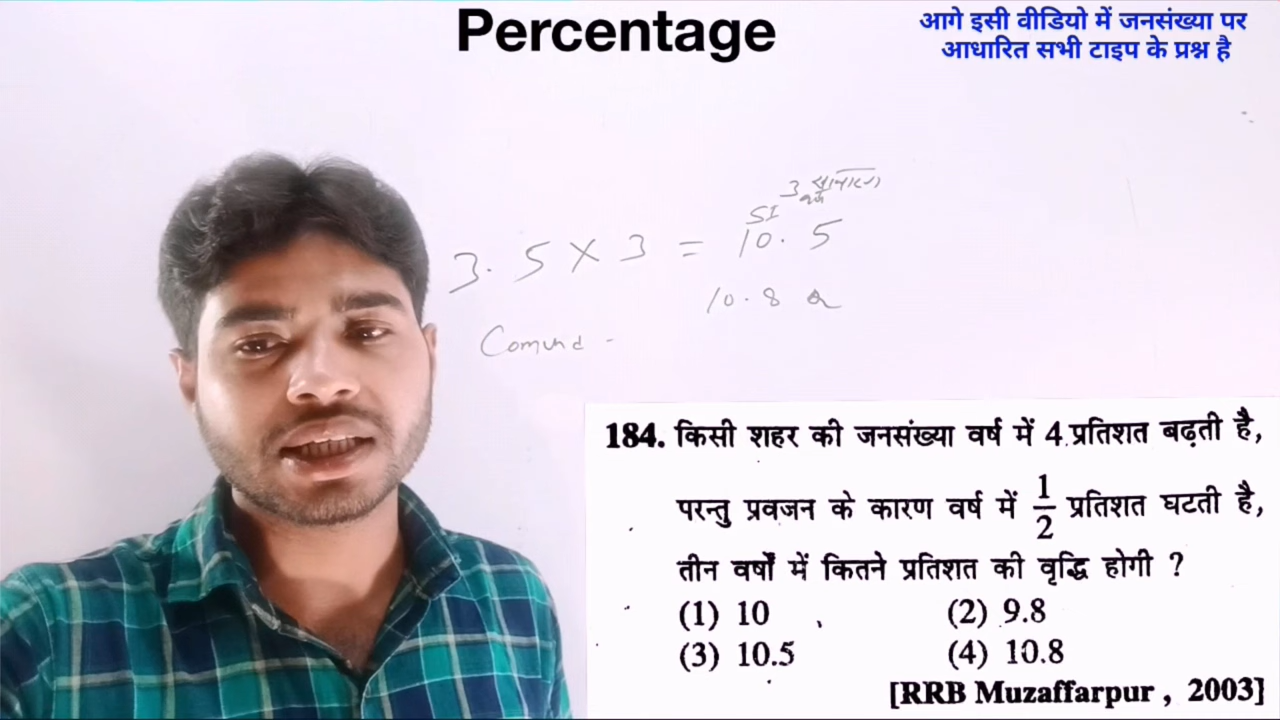 Percentage
आगे इसी वीडियो में जनसंख्या पर
आधारित सभी टाइप के प्रश्न है
3
SI
3.5 × 3 = 10.5
10.8
184. किसी शहर की जनसंख्या वर्ष में 4 प्रतिशत बढ़ती है,
परन्तु प्रवजन के कारण वर्ष में 1/2 प्रतिशत घटती है,
तीन वर्षों में कितने प्रतिशत की वृद्धि होगी ?
(1) 10 (2) 9.8
(3) 10.5 (4) 10.8
[RRB Muzaffarpur , 2003]